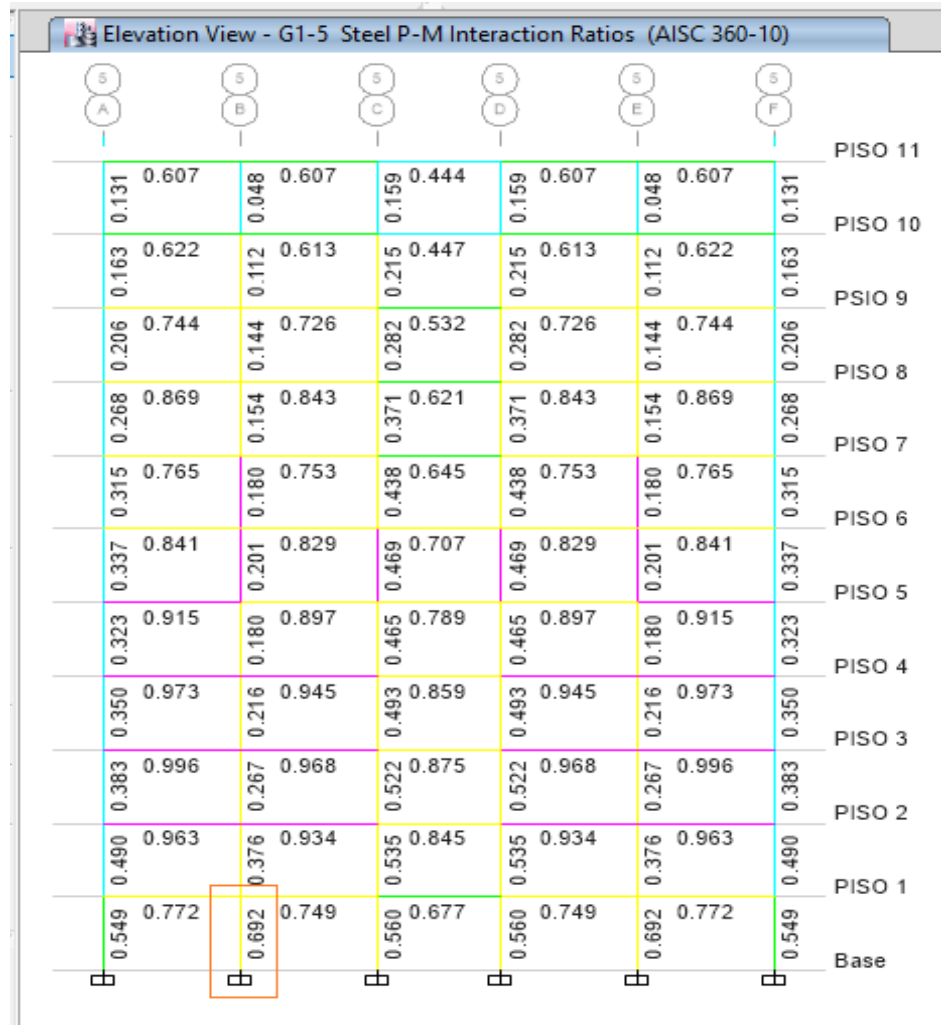 Elevation View - G1-5 Steel P-M Interaction Ratios (AISC 360-10)
5 5 5 5 5 5
A B C D E F
PISO 11
0.131 0.607 0.048 0.607 0.159 0.444 0.159 0.607 0.048 0.607 0.131
PISO 10
0.163 0.622 0.112 0.613 0.215 0.447 0.215 0.613 0.112 0.622 0.163
PSIO 9
0.206 0.744 0.144 0.726 0.282 0.532 0.282 0.726 0.144 0.744 0.206
PISO 8
0.268 0.869 0.154 0.843 0.371 0.621 0.371 0.843 0.154 0.869 0.268
PISO 7
0.315 0.765 0.180 0.753 0.438 0.645 0.438 0.753 0.180 0.765 0.315
PISO 6
0.337 0.841 0.201 0.829 0.469 0.707 0.469 0.829 0.201 0.841 0.337
PISO 5
0.323 0.915 0.180 0.897 0.465 0.789 0.465 0.897 0.180 0.915 0.323
PISO 4
0.350 0.973 0.216 0.945 0.493 0.859 0.493 0.945 0.216 0.973 0.350
PISO 3
0.383 0.996 0.267 0.968 0.522 0.875 0.522 0.968 0.267 0.996 0.383
PISO 2
0.490 0.963 0.376 0.934 0.535 0.845 0.535 0.934 0.376 0.963 0.490
PISO 1
0.549 0.772 0.692 0.749 0.560 0.677 0.560 0.749 0.692 0.772 0.549
Base